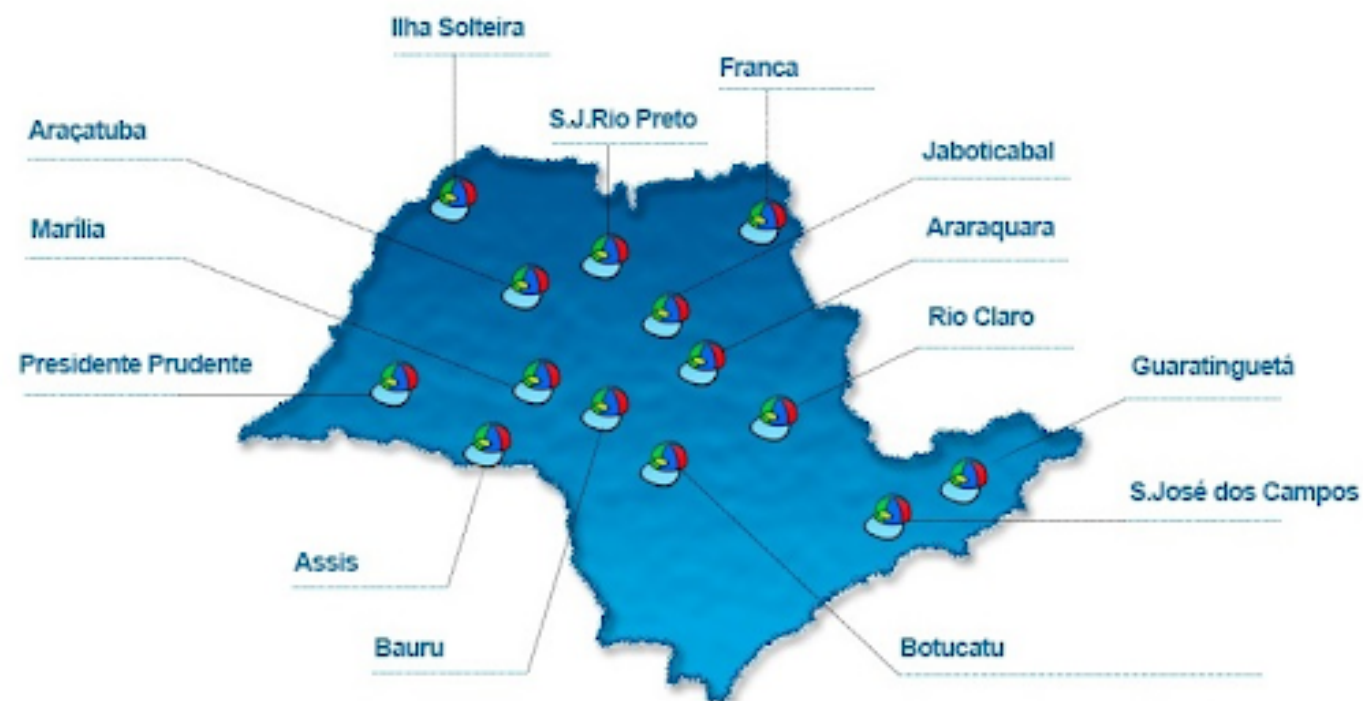 Ilha Solteira
Franca
S.J.Rio Preto
Araçatuba
Jaboticabal
Marília
Araraquara
Rio Claro
Presidente Prudente
Guaratinguetá
S.José dos Campos
Assis
Bauru
Botucatu